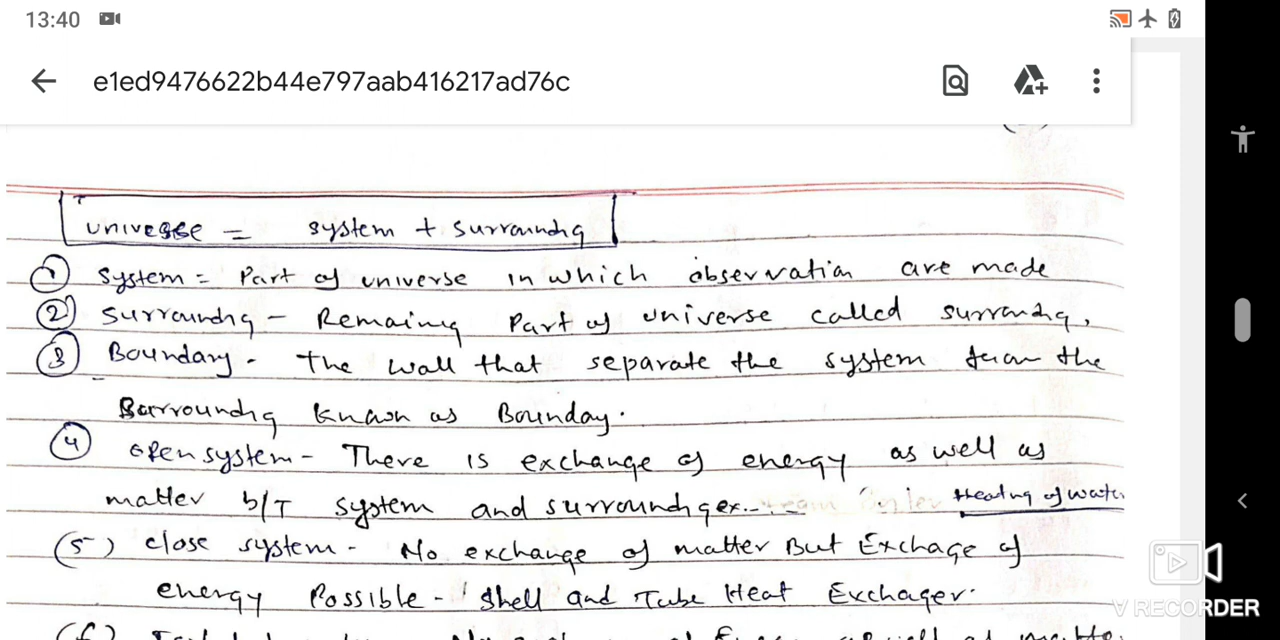 13:40
e1ed9476622b44e797aab416217ad76c
universe = system + surrounding
① System = Part of universe in which observation are made
② Surrounding - Remaining Part of universe called surrounding,
③ Boundary - The wall that separate the system from the
Sorrounding known as Bounday.
④ open system - There is exchange of energy as well as
matter b/T system and surrounding ex. Heating of water
(5) close system - No exchange of matter But Exchage of
energy Possible - Shell and Tube Heat Exchager.
V RECORDER